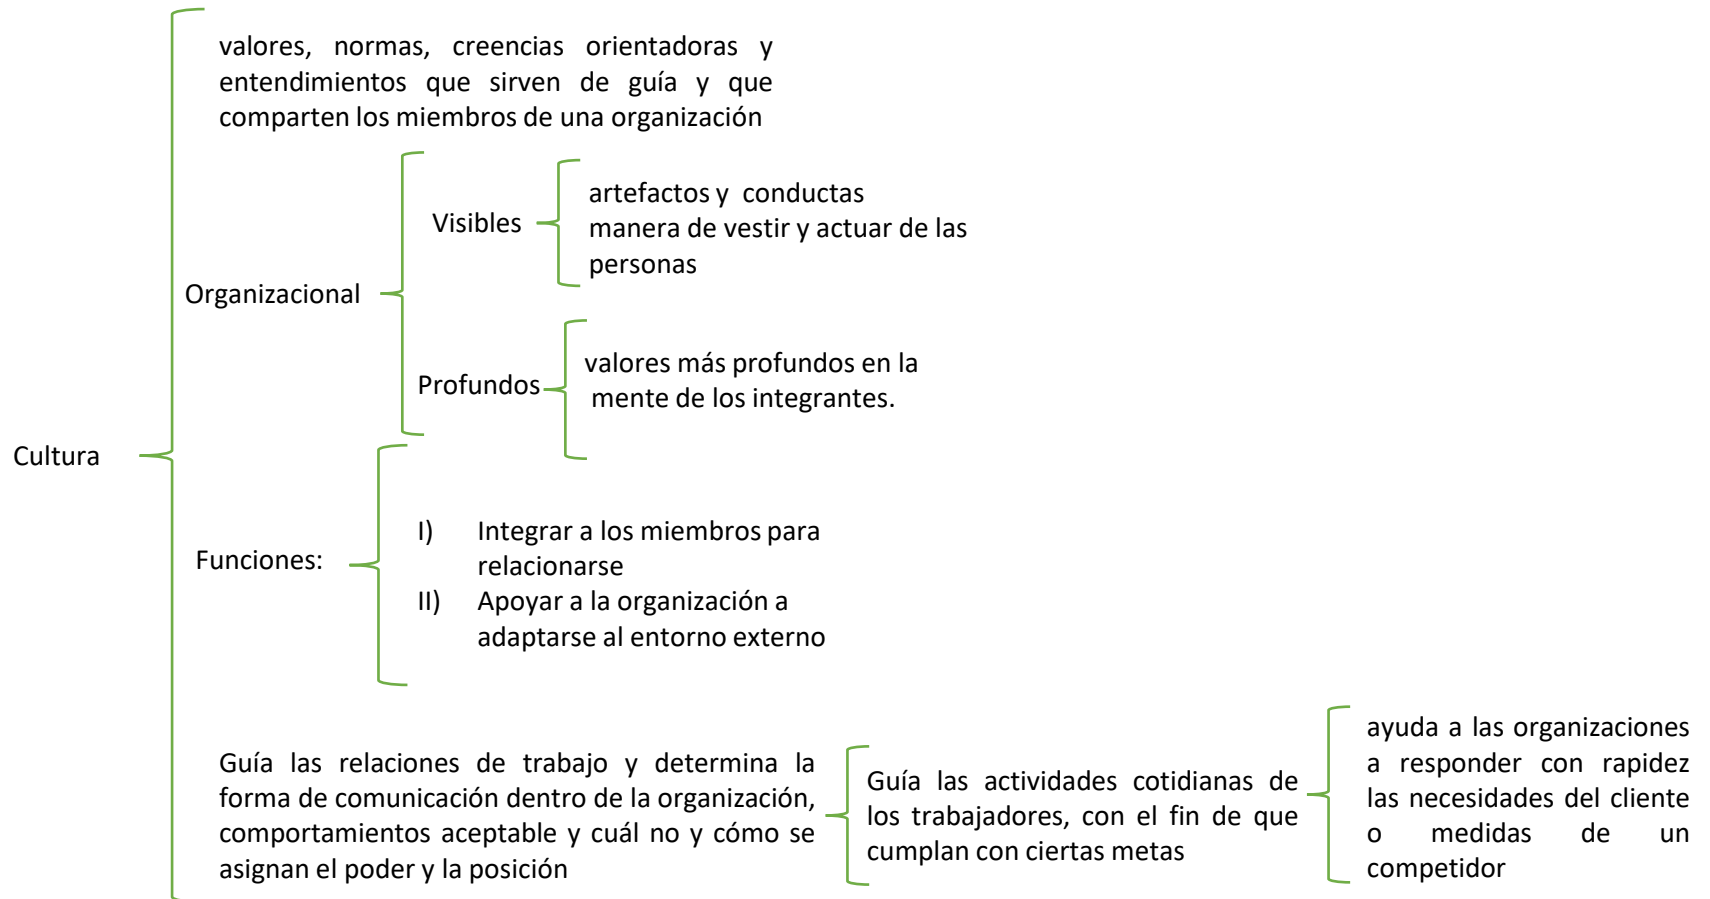 valores, normas, creencias orientadoras y
entendimientos que sirven de guía y que
comparten los miembros de una organización
Visibles
artefactos y conductas
manera de vestir y actuar de las
personas
Organizacional
Profundos
valores más profundos en la
mente de los integrantes.
Cultura
Funciones:
I) Integrar a los miembros para
relacionarse
II) Apoyar a la organización a
adaptarse al entorno externo
Guía las relaciones de trabajo y determina la
forma de comunicación dentro de la organización,
comportamientos aceptable y cuál no y cómo se
asignan el poder y la posición
Guía las actividades cotidianas de
los trabajadores, con el fin de que
cumplan con ciertas metas
ayuda a las organizaciones
a responder con rapidez
las necesidades del cliente
o medidas de un
competidor